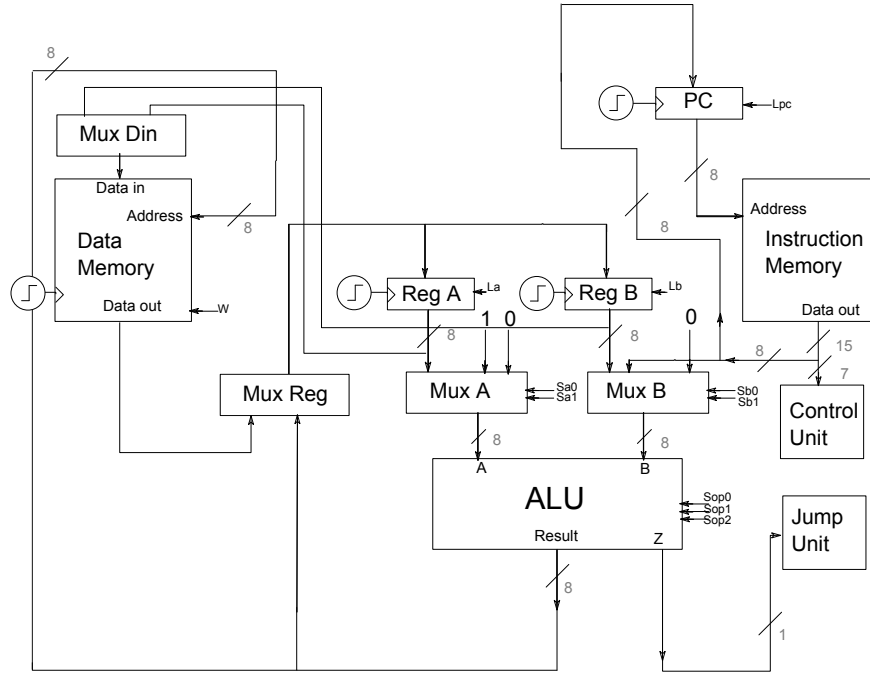 8
PC
Lpc
Mux Din
8
Data in
Address
8
8
Address
Data
Memory
Instruction
Memory
Data out
W
Reg A
La
Reg B
Lb
Data out
8
1
0
8
0
15
8
7
Mux Reg
Mux A
Sa0
Sa1
Mux B
Sb0
Sb1
Control
Unit
8
8
A
B
ALU
Sop0
Sop1
Sop2
Result
Z
Jump
Unit
8
1